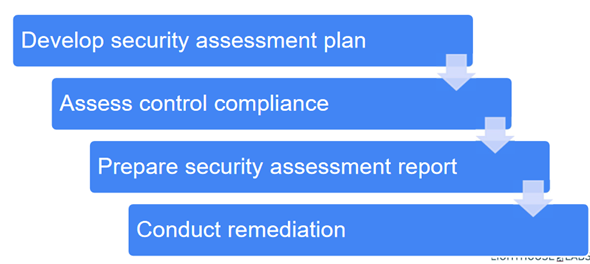 Develop security assessment plan
Assess control compliance
Prepare security assessment report
Conduct remediation